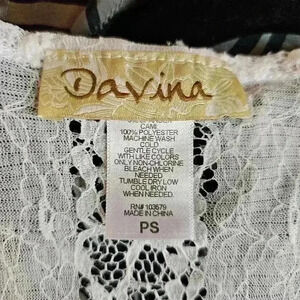 Davina
CAMI
100% POLYESTER
MACHINE WASH
COLD
GENTLE CYCLE
WITH LIKE COLORS
ONLY NON-CHLORINE
BLEACH WHEN
NEEDED
TUMBLE DRY LOW
COOL IRON
WHEN NEEDED.
RN# 103579
MADE IN CHINA
PS